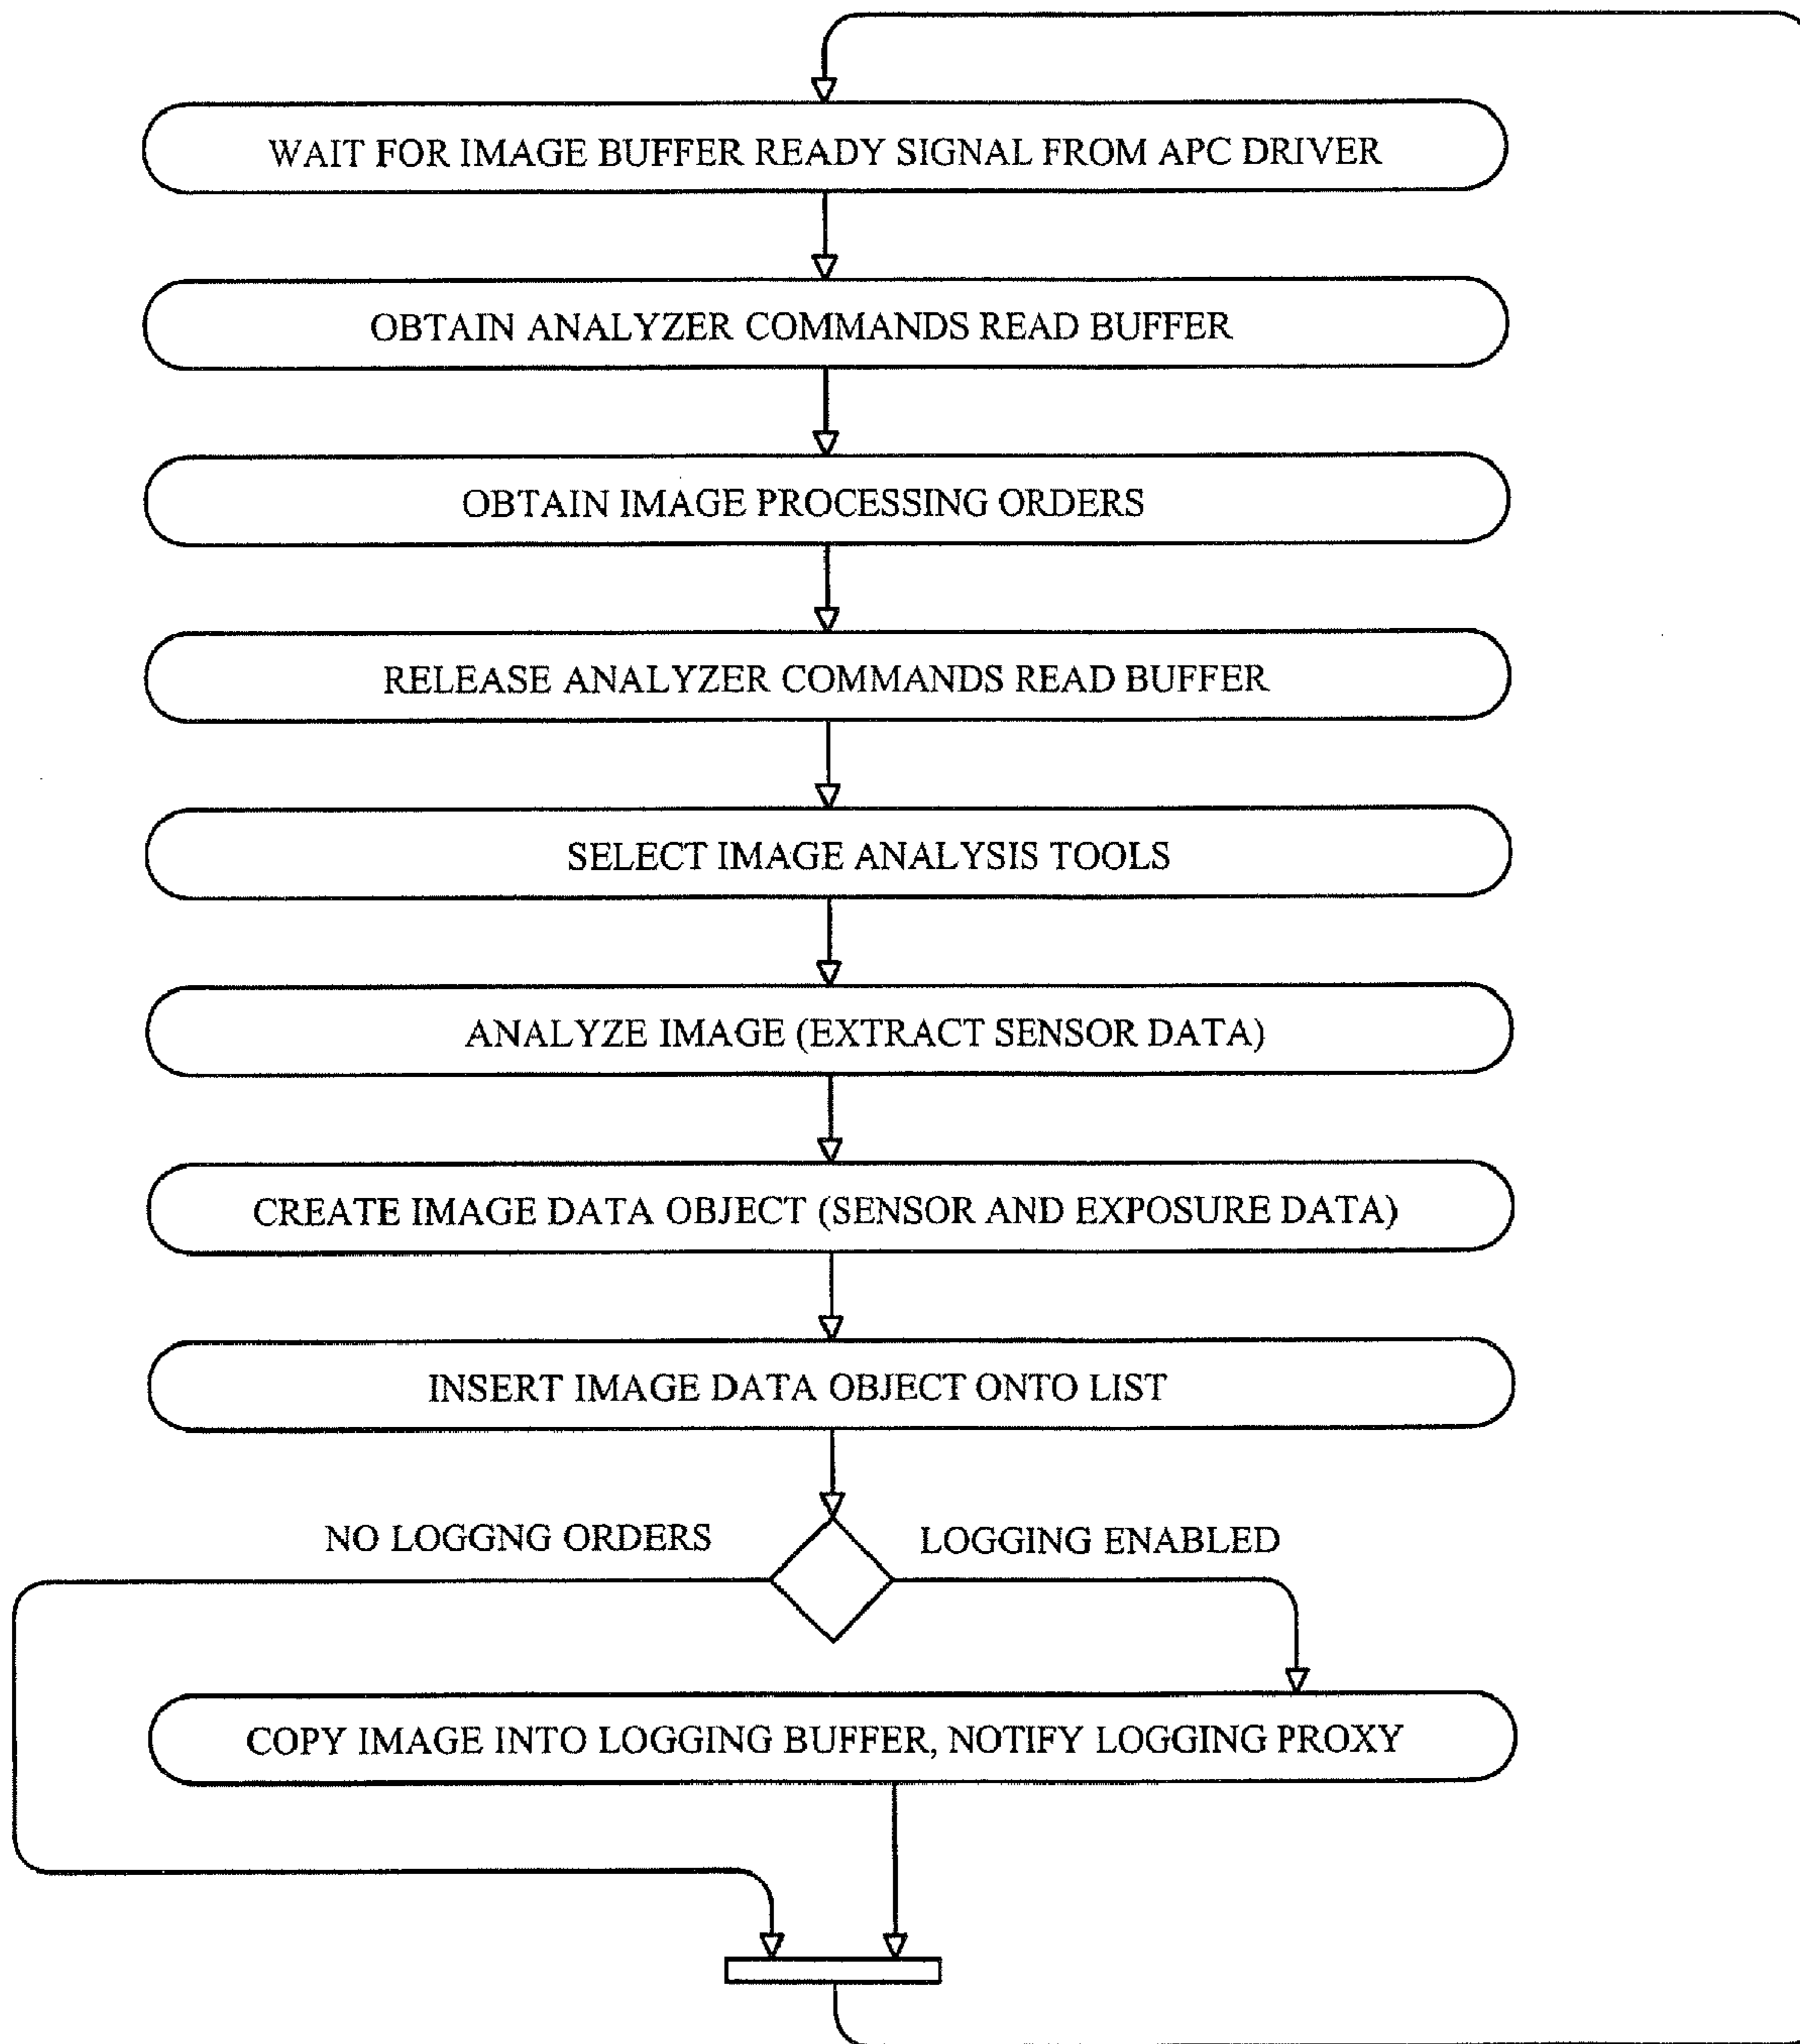 WAIT FOR IMAGE BUFFER READY SIGNAL FROM APC DRIVER
OBTAIN ANALYZER COMMANDS READ BUFFER
OBTAIN IMAGE PROCESSING ORDERS
RELEASE ANALYZER COMMANDS READ BUFFER
SELECT IMAGE ANALYSIS TOOLS
ANALYZE IMAGE (EXTRACT SENSOR DATA)
CREATE IMAGE DATA OBJECT (SENSOR AND EXPOSURE DATA)
INSERT IMAGE DATA OBJECT ONTO LIST
NO LOGGNG ORDERS
LOGGING ENABLED
COPY IMAGE INTO LOGGING BUFFER, NOTIFY LOGGING PROXY